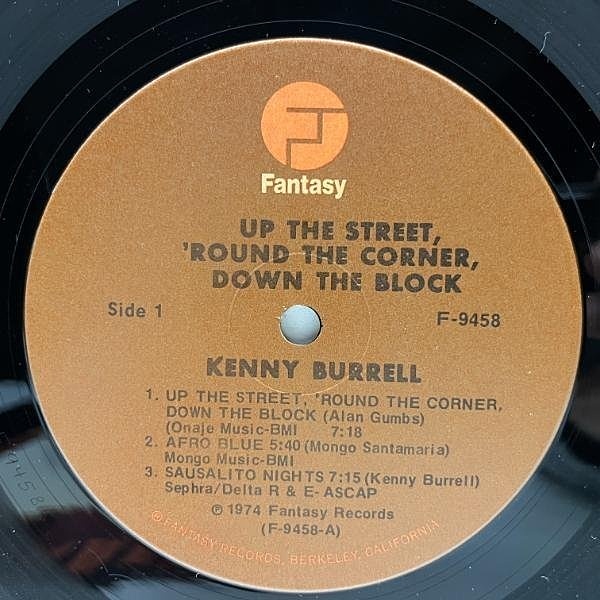 Fantasy
UP THE STREET,
'ROUND THE CORNER,
DOWN THE BLOCK
Side 1
F-9458
KENNY BURRELL
1. UP THE STREET, 'ROUND THE CORNER,
DOWN THE BLOCK (Alan Gumbs)
(Onaje Music-BMI 7:18
2. AFRO BLUE 5:40 (Mongo Santamaria)
Mongo Music-BMI
3. SAUSALITO NIGHTS 7:15 (Kenny Burrell)
Sephra/Delta R & E- ASCAP
℗ 1974 Fantasy Records
(F-9458-A)
©FANTASY RECORDS, BERKELEY, CALIFORNIA